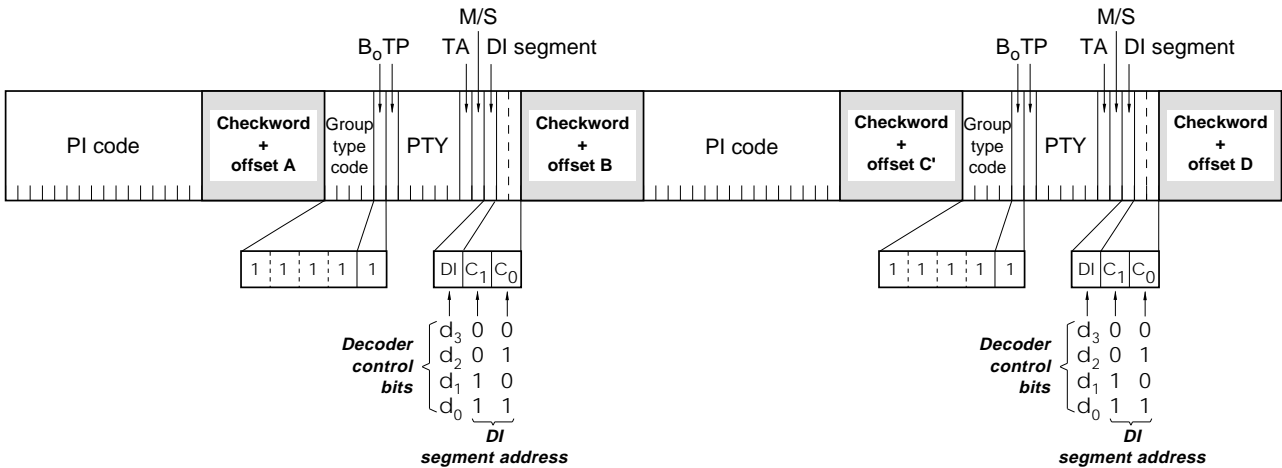 M/S M/S
BoTP TA DI segment BoTP TA DI segment
PI code
Checkword
+
offset A
Group
type
code
PTY
Checkword
+
offset B
PI code
Checkword
+
offset C'
Group
type
code
PTY
Checkword
+
offset D
1 1 1 1 1 DI C1 C0 1 1 1 1 1 DI C1 C0
Decoder
control
bits
d3 0 0
d2 0 1
d1 1 0
d0 1 1
DI
segment address
Decoder
control
bits
d3 0 0
d2 0 1
d1 1 0
d0 1 1
DI
segment address